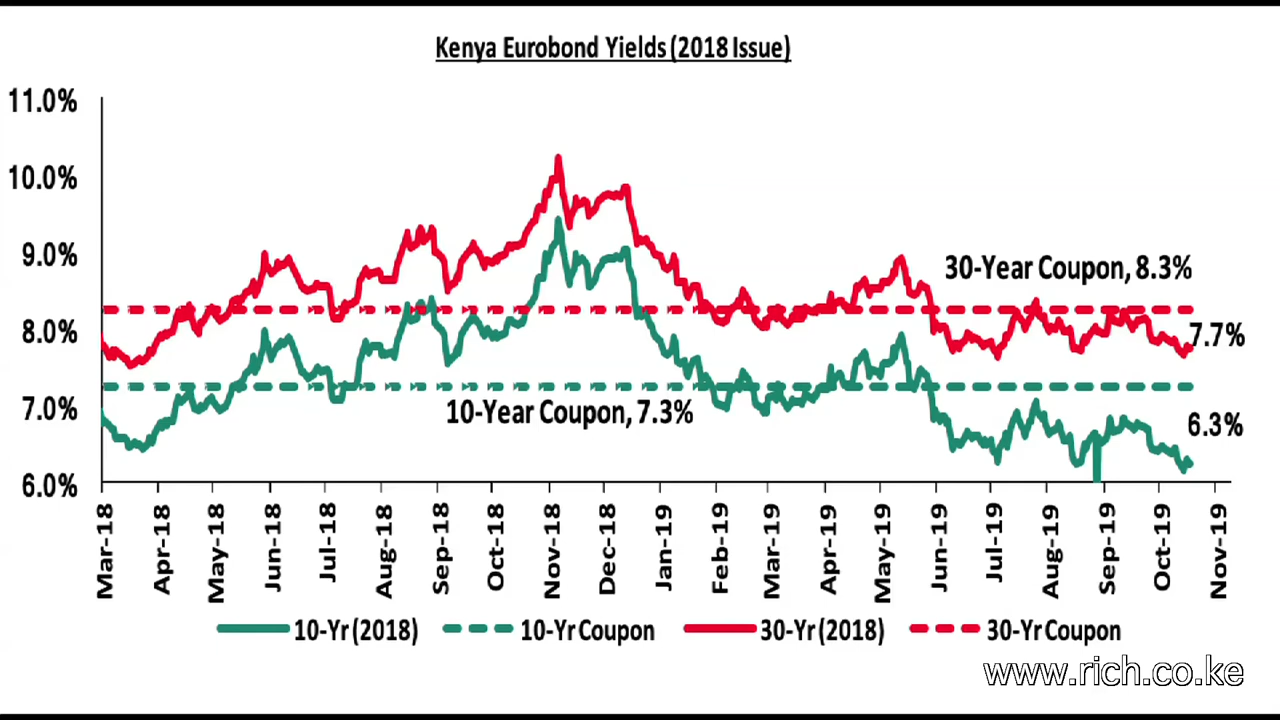 Kenya Eurobond Yields (2018 Issue)
11.0%
10.0%
9.0%
8.0%
7.0%
6.0%
30-Year Coupon, 8.3%
7.7%
10-Year Coupon, 7.3%
6.3%
Mar-18
Apr-18
May-18
Jun-18
Jul-18
Aug-18
Sep-18
Oct-18
Nov-18
Dec-18
Jan-19
Feb-19
Mar-19
Apr-19
May-19
Jun-19
Jul-19
Aug-19
Sep-19
Oct-19
Nov-19
10-Yr (2018) 10-Yr Coupon 30-Yr (2018) 30-Yr Coupon
www.rich.co.ke